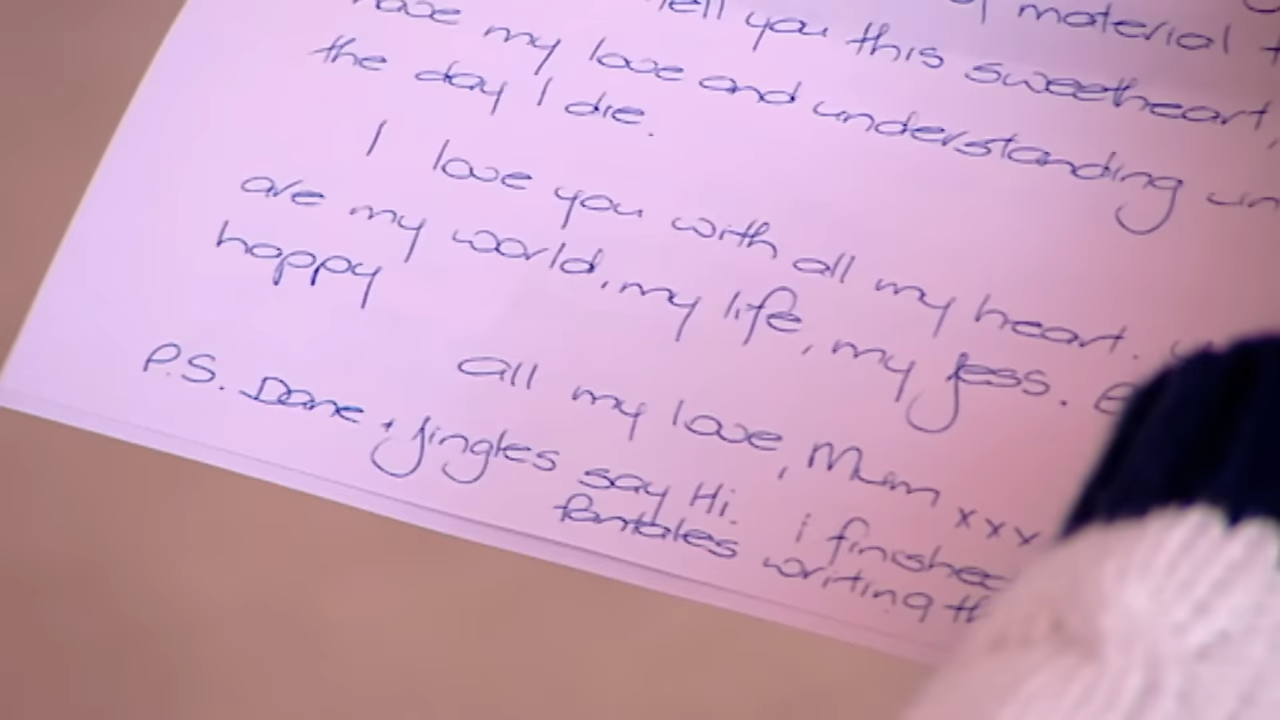 material
tell you this sweetheart,
my love and understanding
the day I die.
I love you with all my heart.
are my world, my life, my Jess.
happy
all my love, Mum xxx
P.S. Dane + Jingles say Hi. i finished
fantales writing